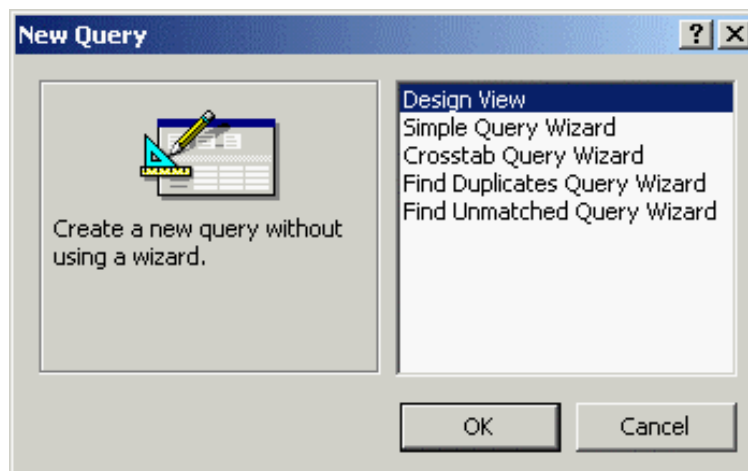 New Query
Create a new query without
using a wizard.
Design View
Simple Query Wizard
Crosstab Query Wizard
Find Duplicates Query Wizard
Find Unmatched Query Wizard
OK
Cancel